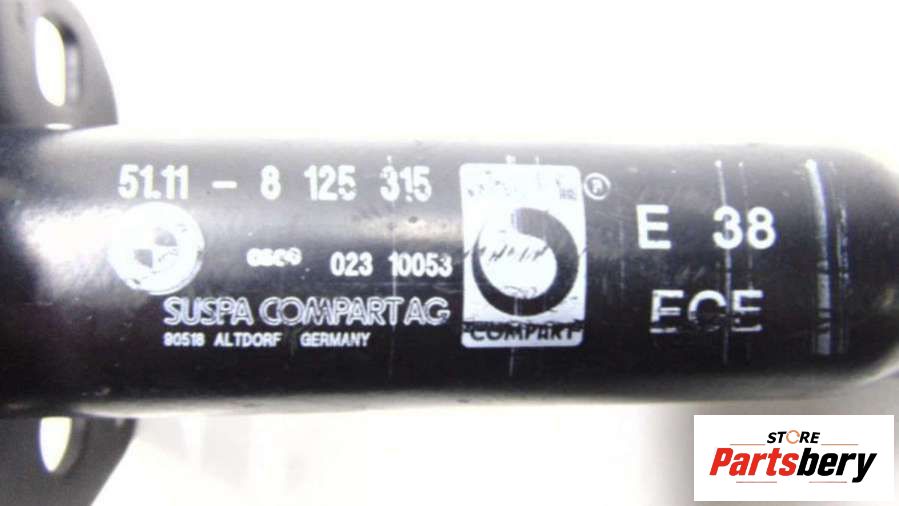 51.11 - 8 125 315
023 10053
SUSPA COMPART AG
90518 ALTDORF GERMANY
COMPART
P
E 38
ECE
STORE
Partsbery